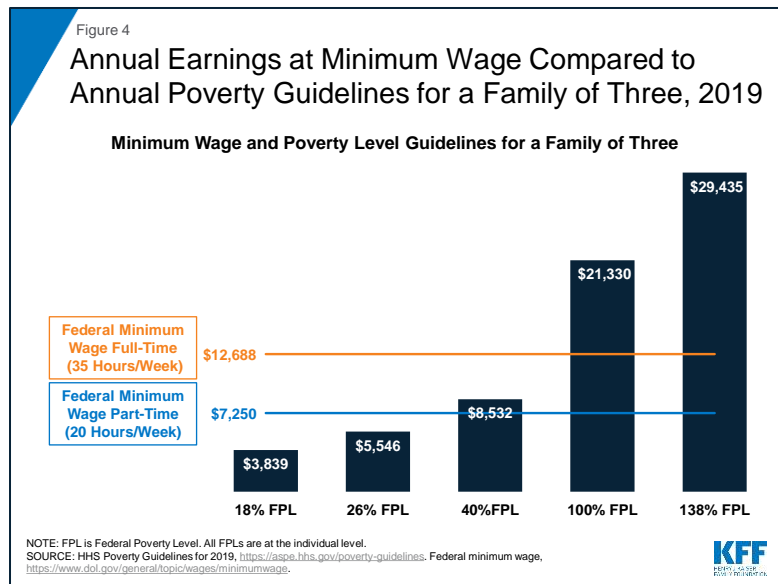 Figure 4
Annual Earnings at Minimum Wage Compared to
Annual Poverty Guidelines for a Family of Three, 2019
Minimum Wage and Poverty Level Guidelines for a Family of Three
$29,435
$21,330
Federal Minimum
Wage Full-Time
(35 Hours/Week)
$12,688
Federal Minimum
Wage Part-Time
(20 Hours/Week)
$7,250
$8,532
$5,546
$3,839
18% FPL
26% FPL
40%FPL
100% FPL
138% FPL
NOTE: FPL is Federal Poverty Level. All FPLs are at the individual level.
SOURCE: HHS Poverty Guidelines for 2019, https://aspe.hhs.gov/poverty-guidelines. Federal minimum wage,
https://www.dol.gov/general/topic/wages/minimumwage.
KFF
HENRY J KAISER
FAMILY FOUNDATION